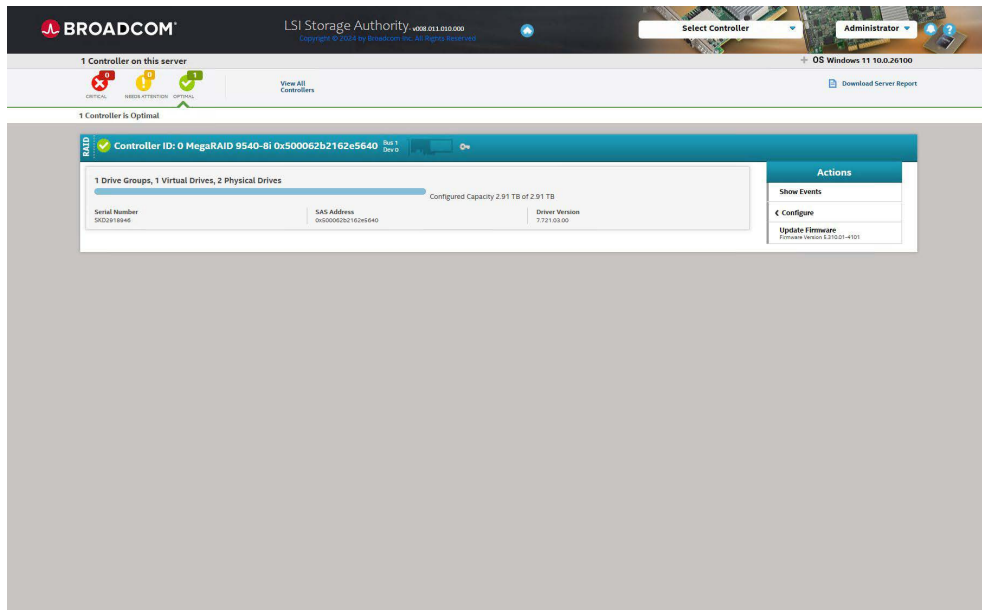 BROADCOM
LSI Storage Authority. v008.011.010.000
Copyright © 2024 by Broadcom Inc. All Rights Reserved
Select Controller
Administrator
?
1 Controller on this server
OS Windows 11 10.0.26100
0
0
1
CRITICAL
NEEDS ATTENTION
OPTIMAL
View All
Controllers
Download Server Report
1 Controller is Optimal
RAID
Controller ID: 0 MegaRAID 9540-8i 0x500062b2162e5640
Bus 1
Dev 0
Actions
1 Drive Groups, 1 Virtual Drives, 2 Physical Drives
Configured Capacity 2.91 TB of 2.91 TB
Serial Number
SKD2918946
SAS Address
0x500062b2162e5640
Driver Version
7.721.03.00
Show Events
Configure
Update Firmware
Firmware Version 5.310.01-4101